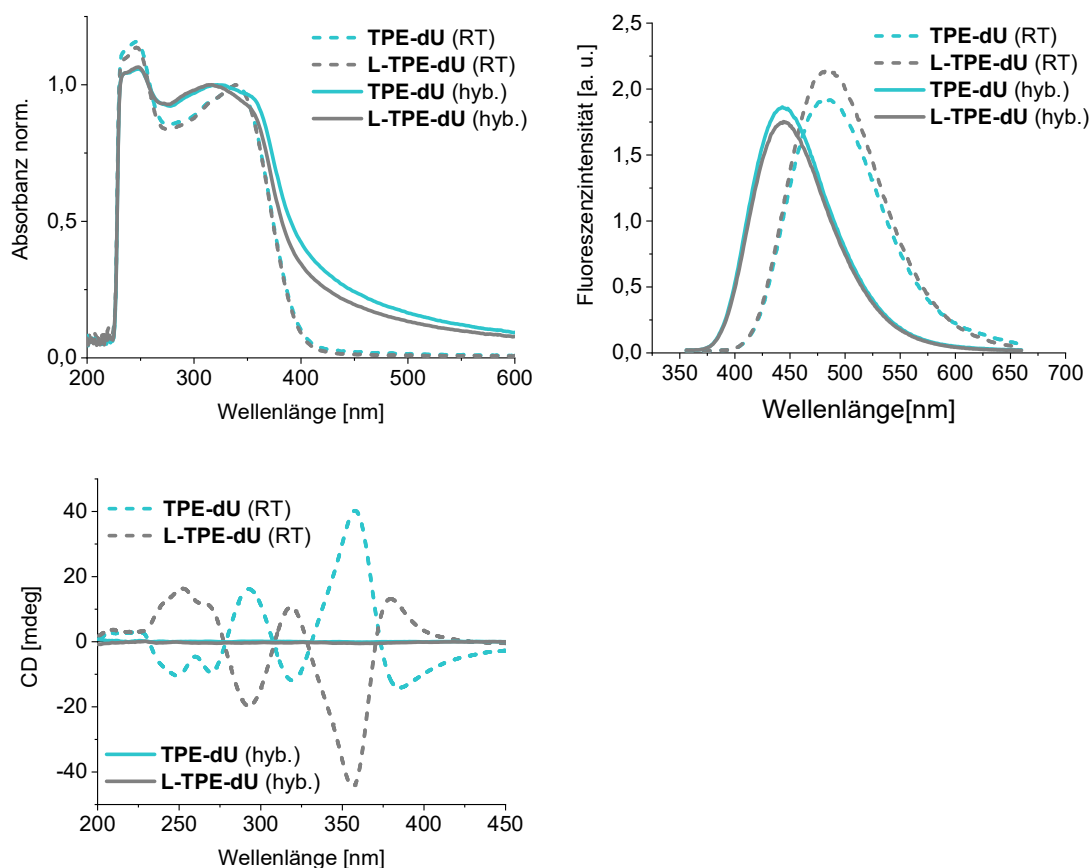 TPE-dU (RT)
L-TPE-dU (RT)
TPE-dU (hyb.)
L-TPE-dU (hyb.)
1,0
0,5
0,0
200 300 400 500 600
Absorbanz norm.
Wellenlänge [nm]
TPE-dU (RT)
L-TPE-dU (RT)
TPE-dU (hyb.)
L-TPE-dU (hyb.)
2,5
2,0
1,5
1,0
0,5
0,0
350 400 450 500 550 600 650 700
Fluoreszenzintensität [a. u.]
Wellenlänge[nm]
TPE-dU (RT)
L-TPE-dU (RT)
40
20
0
-20
-40
CD [mdeg]
TPE-dU (hyb.)
L-TPE-dU (hyb.)
200 250 300 350 400 450
Wellenlänge [nm]